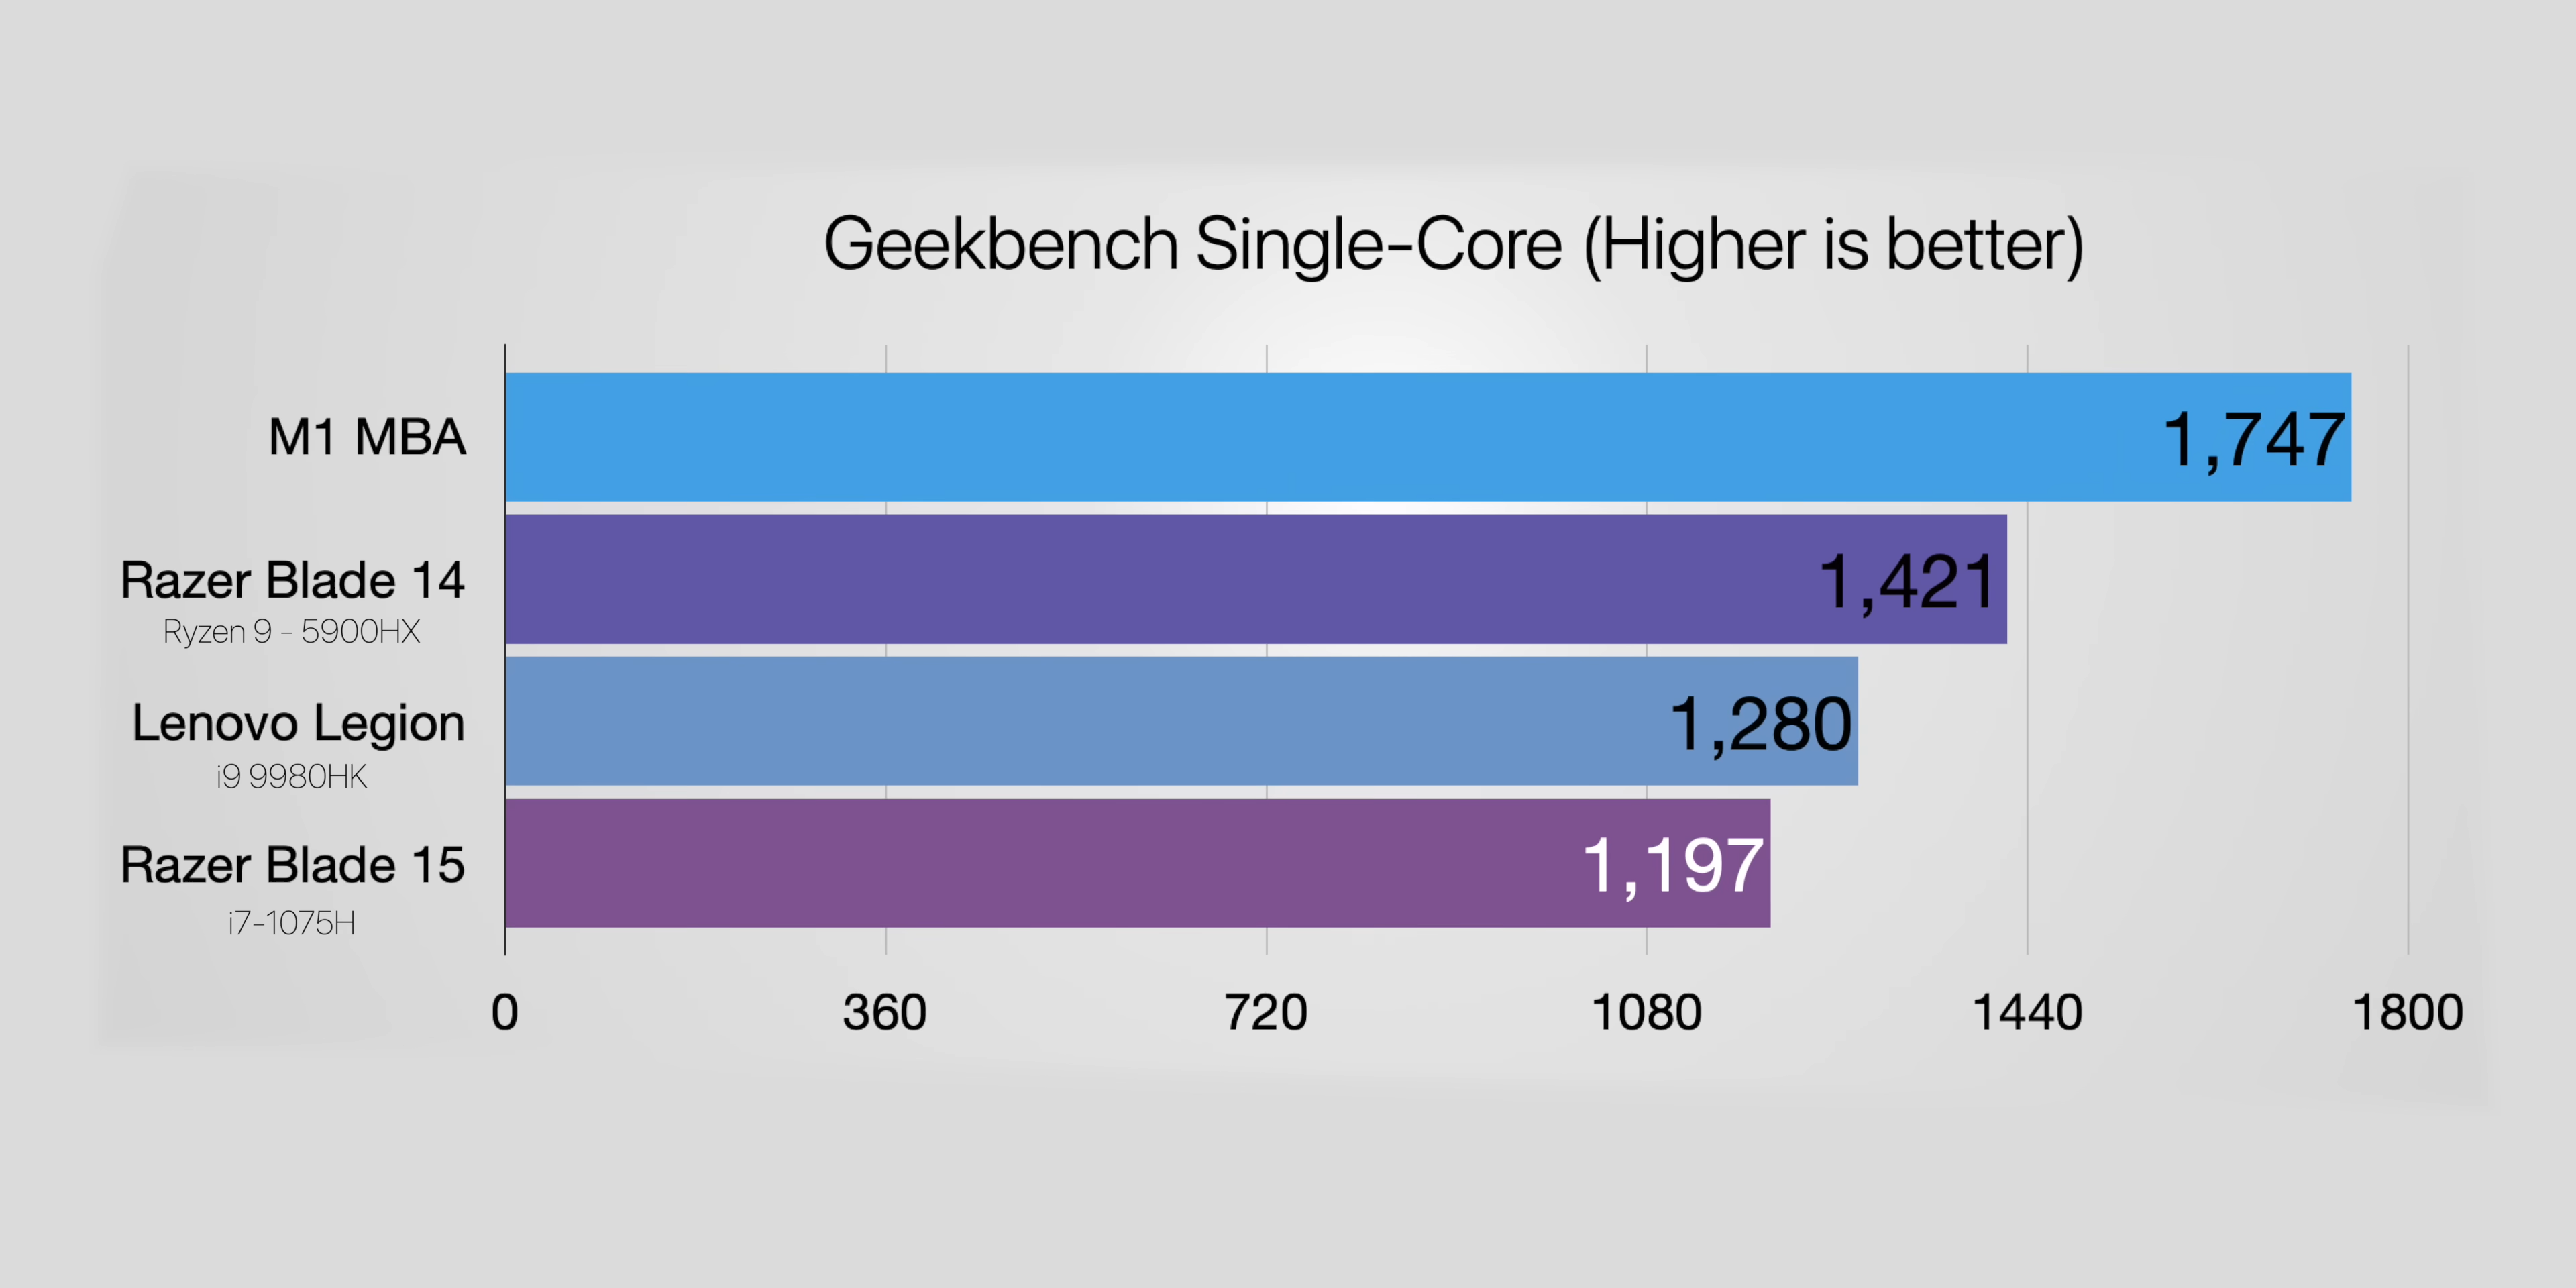 Geekbench Single-Core (Higher is better)
M1 MBA
1,747
Razer Blade 14
Ryzen 9 - 5900HX
1,421
Lenovo Legion
i9 9980HK
1,280
Razer Blade 15
i7-1075H
1,197
0 360 720 1080 1440 1800